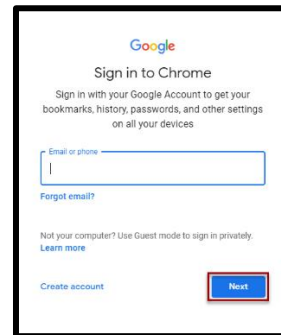 Google
Sign in to Chrome
Sign in with your Google Account to get your
bookmarks, history, passwords, and other settings
on all your devices
Email or phone
Forgot email?
Not your computer? Use Guest mode to sign in privately.
Learn more
Create account
Next